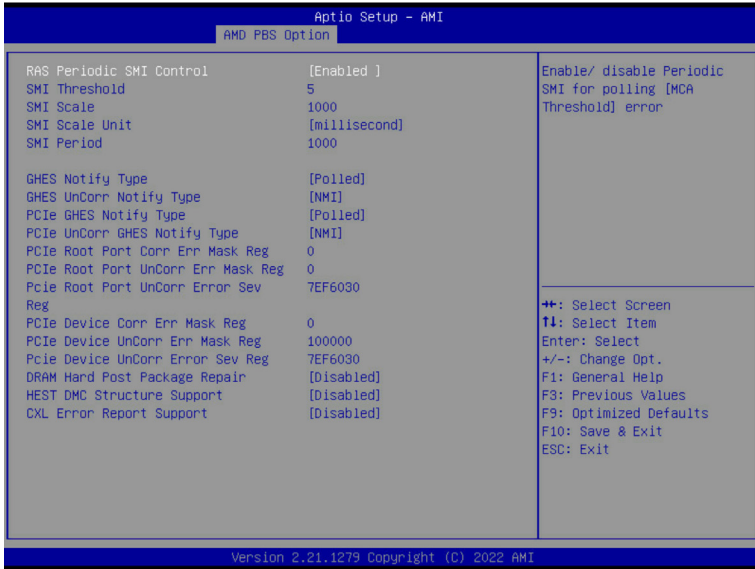 Aptio Setup - AMI
AMD PBS Option
RAS Periodic SMI Control [Enabled ]
SMI Threshold 5
SMI Scale 1000
SMI Scale Unit [millisecond]
SMI Period 1000
GHES Notify Type [Polled]
GHES UnCorr Notify Type [NMI]
PCIe GHES Notify Type [Polled]
PCIe UnCorr GHES Notify Type [NMI]
PCIe Root Port Corr Err Mask Reg 0
PCIe Root Port UnCorr Err Mask Reg 0
Pcie Root Port UnCorr Error Sev 7EF6030
Reg
PCIe Device Corr Err Mask Reg 0
PCIe Device UnCorr Err Mask Reg 100000
Pcie Device UnCorr Error Sev Reg 7EF6030
DRAM Hard Post Package Repair [Disabled]
HEST DMC Structure Support [Disabled]
CXL Error Report Support [Disabled]
Enable/ disable Periodic
SMI for polling [MCA
Threshold] error
→←: Select Screen
↑↓: Select Item
Enter: Select
+/-: Change Opt.
F1: General Help
F3: Previous Values
F9: Optimized Defaults
F10: Save & Exit
ESC: Exit
Version 2.21.1279 Copyright (C) 2022 AMI